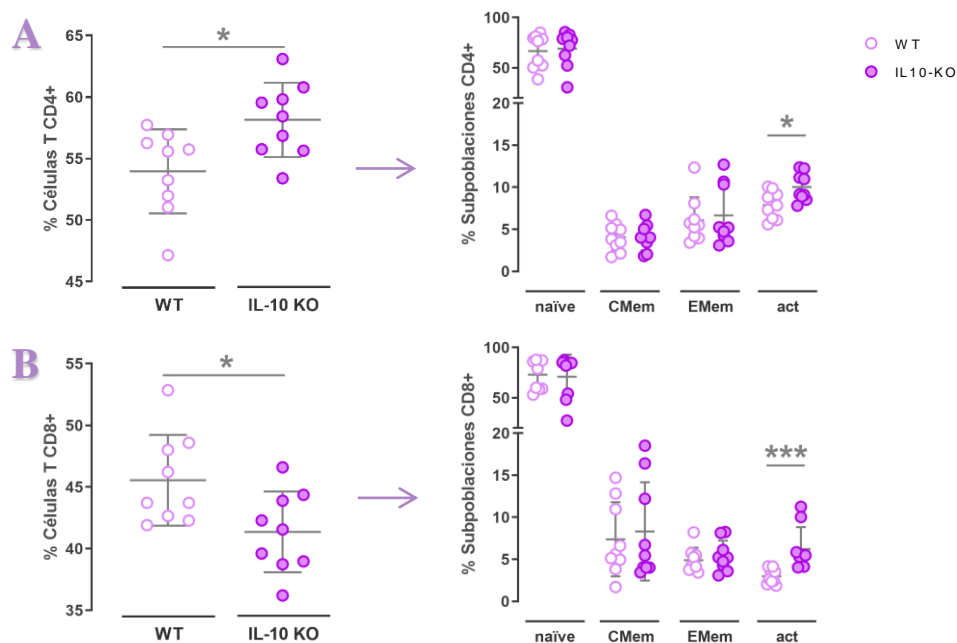 A
% Células T CD4+
65
60
55
50
45
*
WT
IL-10 KO
% Subpoblaciones CD4+
100
50
20
15
10
5
0
*
naïve
CMem
EMem
act
WT
IL10-KO
B
% Células T CD8+
55
50
45
40
35
*
WT
IL-10 KO
% Subpoblaciones CD8+
100
50
20
15
10
5
0
***
naïve
CMem
EMem
act